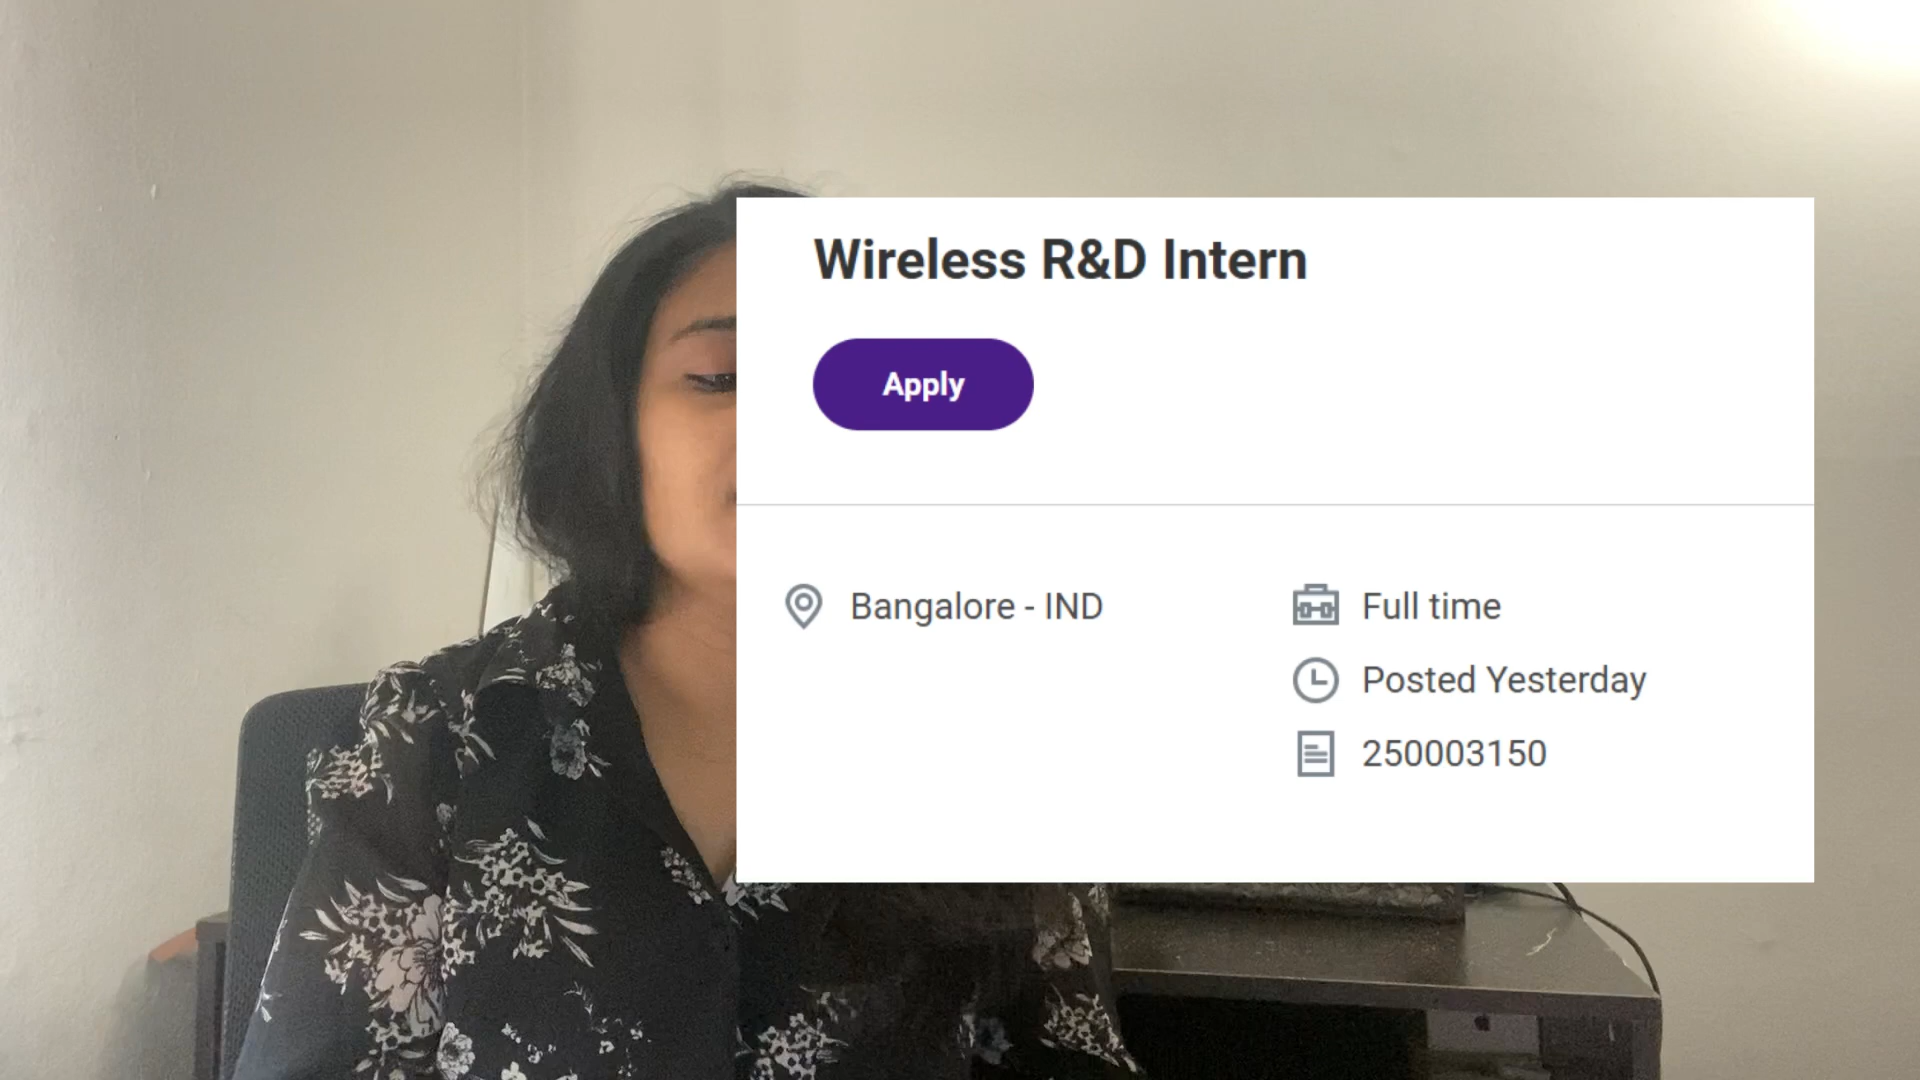 Wireless R&D Intern
Apply
Bangalore - IND
Full time
Posted Yesterday
250003150